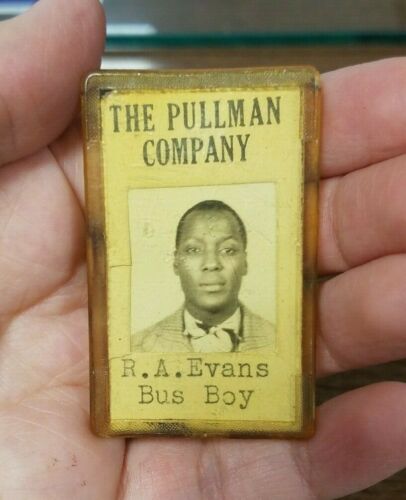 THE PULLMAN
COMPANY
R.A.Evans
Bus Boy